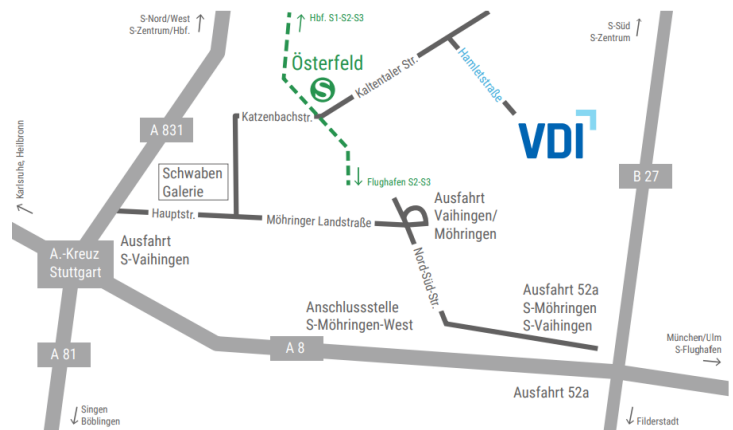 S-Nord/West
S-Zentrum/Hbf.
Hbf. S1-S2-S3
S-Süd
S-Zentrum
Österfeld
S
Kaltentaler Str.
Hamletstraße
Katzenbachstr.
VDI
A 831
Karlsruhe, Heilbronn
Schwaben
Galerie
Flughafen S2-S3
B 27
Hauptstr.
Möhringer Landstraße
Ausfahrt
Vaihingen/
Möhringen
Ausfahrt
S-Vaihingen
A.-Kreuz
Stuttgart
Nord-Süd-Str.
Anschlussstelle
S-Möhringen-West
Ausfahrt 52a
S-Möhringen
S-Vaihingen
A 81
A 8
München/Ulm
S-Flughafen
Ausfahrt 52a
Singen
Böblingen
Filderstadt